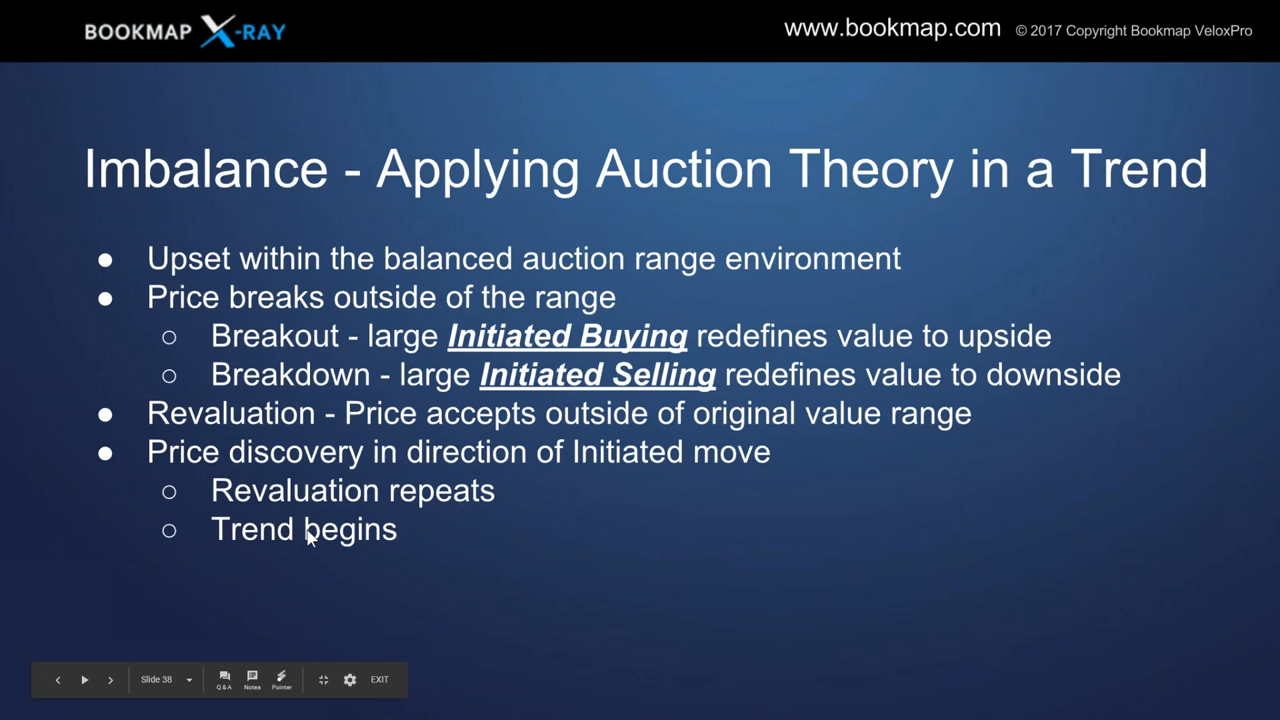 BOOKMAP X-RAY
www.bookmap.com © 2017 Copyright Bookmap VeloxPro
Imbalance - Applying Auction Theory in a Trend
● Upset within the balanced auction range environment
● Price breaks outside of the range
○ Breakout - large Initiated Buying redefines value to upside
○ Breakdown - large Initiated Selling redefines value to downside
● Revaluation - Price accepts outside of original value range
● Price discovery in direction of Initiated move
○ Revaluation repeats
○ Trend begins
Slide 38 Q&A Notes Pointer EXIT